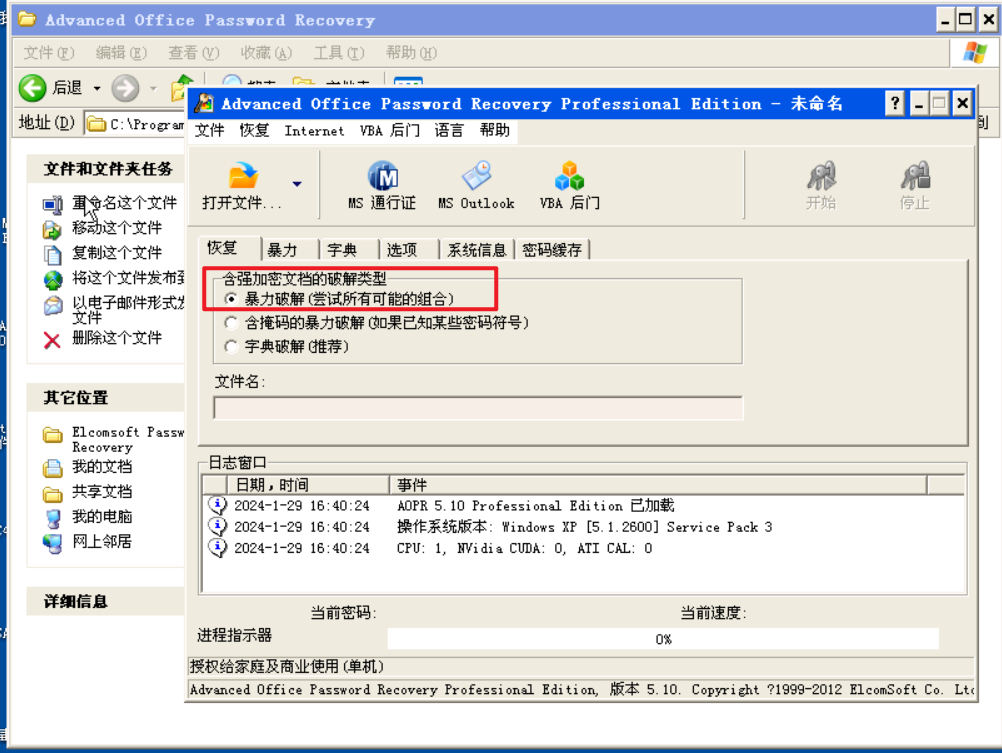 Advanced Office Password Recovery
文件(F) 编辑(E) 查看(V) 收藏(A) 工具(T) 帮助(H)
后退
地址(D) C:\Program
Advanced Office Password Recovery Professional Edition - 未命名
文件 恢复 Internet VBA 后门 语言 帮助
打开文件... MS 通行证 MS Outlook VBA 后门 开始 停止
恢复 暴力 字典 选项 系统信息 密码缓存
含强加密文档的破解类型
暴力破解(尝试所有可能的组合)
含掩码的暴力破解(如果已知某些密码符号)
字典破解(推荐)
文件名:
日志窗口
日期,时间 事件
2024-1-29 16:40:24 AOPR 5.10 Professional Edition 已加载
2024-1-29 16:40:24 操作系统版本: Windows XP [5.1.2600] Service Pack 3
2024-1-29 16:40:24 CPU: 1, NVidia CUDA: 0, ATI CAL: 0
当前密码: 当前速度:
进程指示器 0%
授权给家庭及商业使用(单机)
Advanced Office Password Recovery Professional Edition, 版本 5.10. Copyright ?1999-2012 ElcomSoft Co. Ltd
文件和文件夹任务
重命名这个文件
移动这个文件
复制这个文件
将这个文件发布到
以电子邮件形式发
文件
删除这个文件
其它位置
Elcomsoft Passw
Recovery
我的文档
共享文档
我的电脑
网上邻居
详细信息